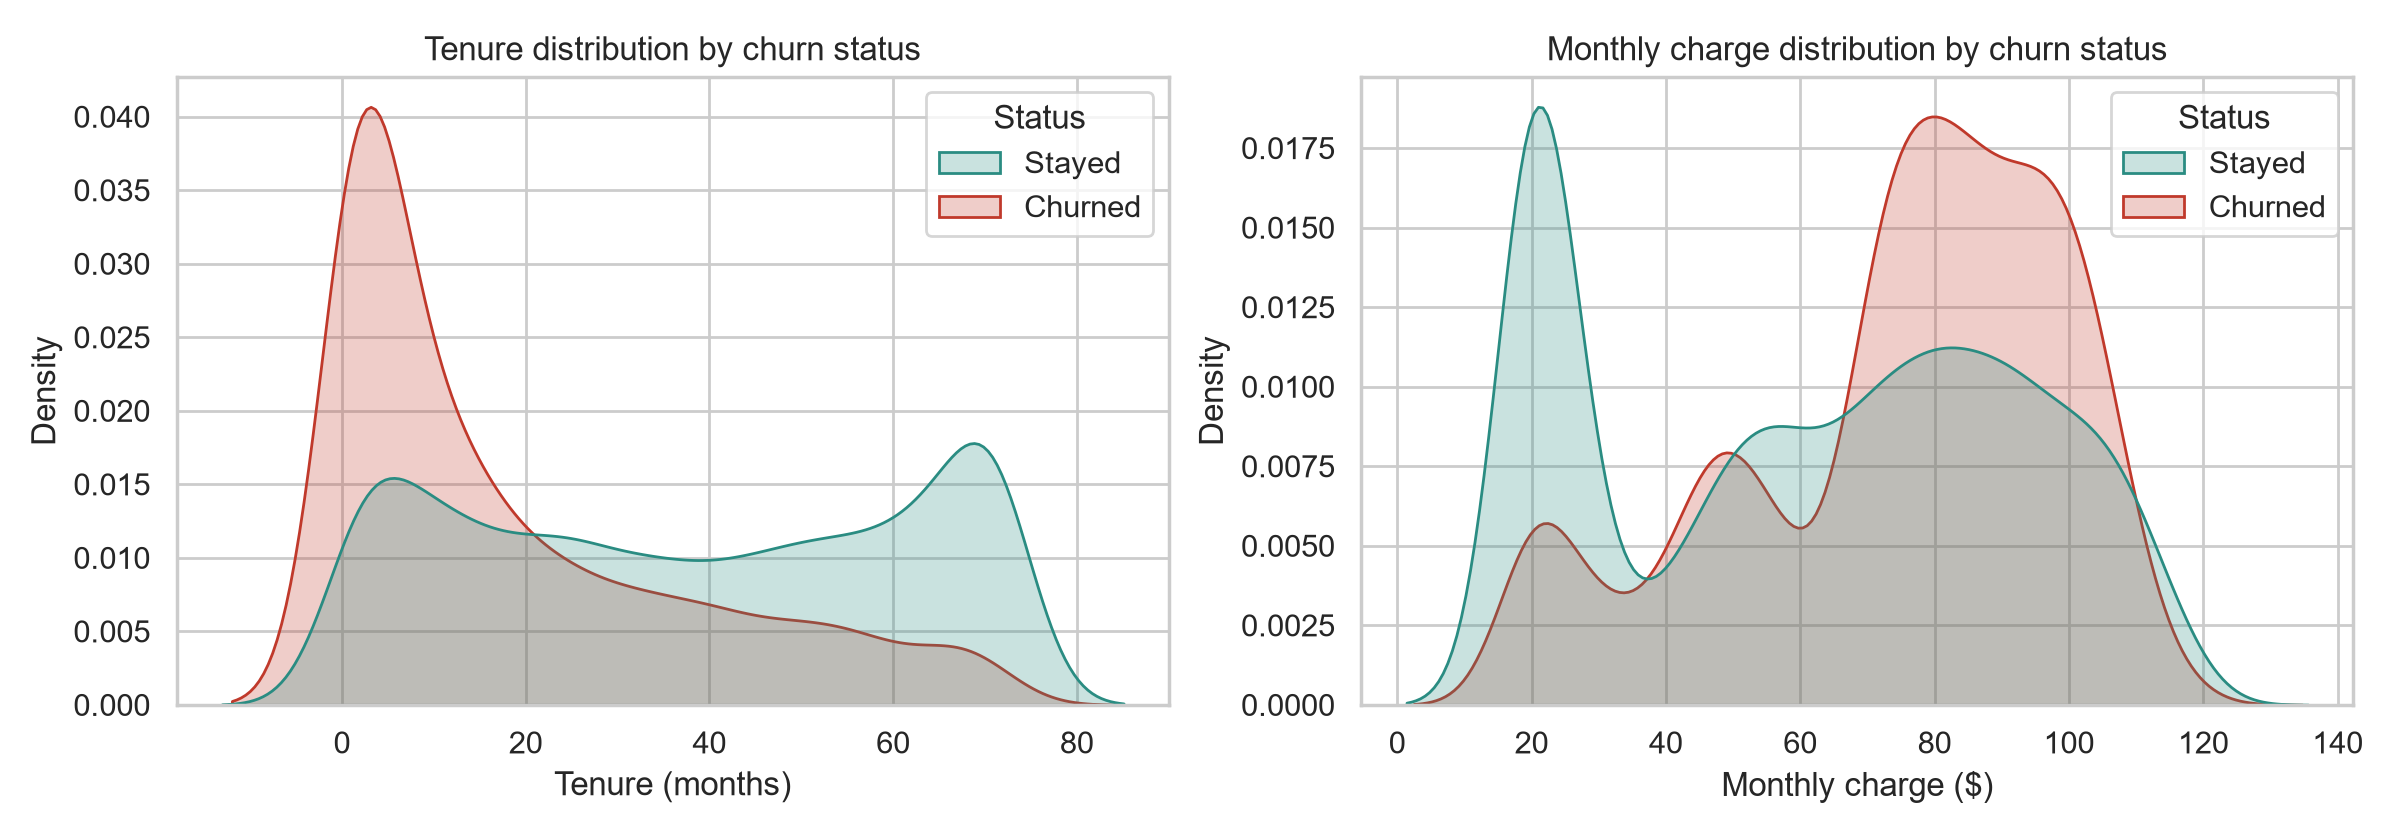 Tenure distribution by churn status
Density
0.040
0.035
0.030
0.025
0.020
0.015
0.010
0.005
0.000
0 20 40 60 80
Tenure (months)
Status
Stayed
Churned
Monthly charge distribution by churn status
Density
0.0175
0.0150
0.0125
0.0100
0.0075
0.0050
0.0025
0.0000
0 20 40 60 80 100 120 140
Monthly charge ($)
Status
Stayed
Churned